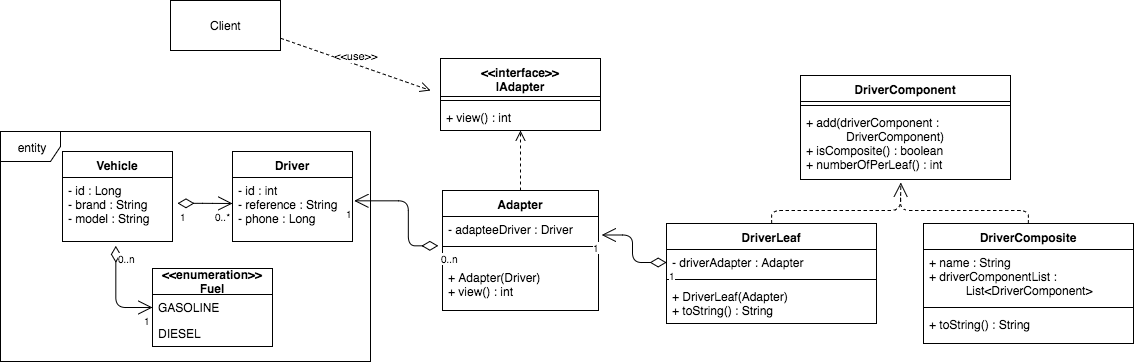 Client
<<use>>
<<interface>>
IAdapter
+ view() : int
DriverComponent
+ add(driverComponent :
DriverComponent)
+ isComposite() : boolean
+ numberOfPerLeaf() : int
entity
Vehicle
- id : Long
- brand : String
- model : String
1
0..*
Driver
- id : int
- reference : String
- phone : Long
1
0..n
Adapter
- adapteeDriver : Driver
+ Adapter(Driver)
+ view() : int
1
1
DriverLeaf
- driverAdapter : Adapter
+ DriverLeaf(Adapter)
+ toString() : String
DriverComposite
+ name : String
+ driverComponentList :
List<DriverComponent>
+ toString() : String
0..n
1
<<enumeration>>
Fuel
GASOLINE
DIESEL